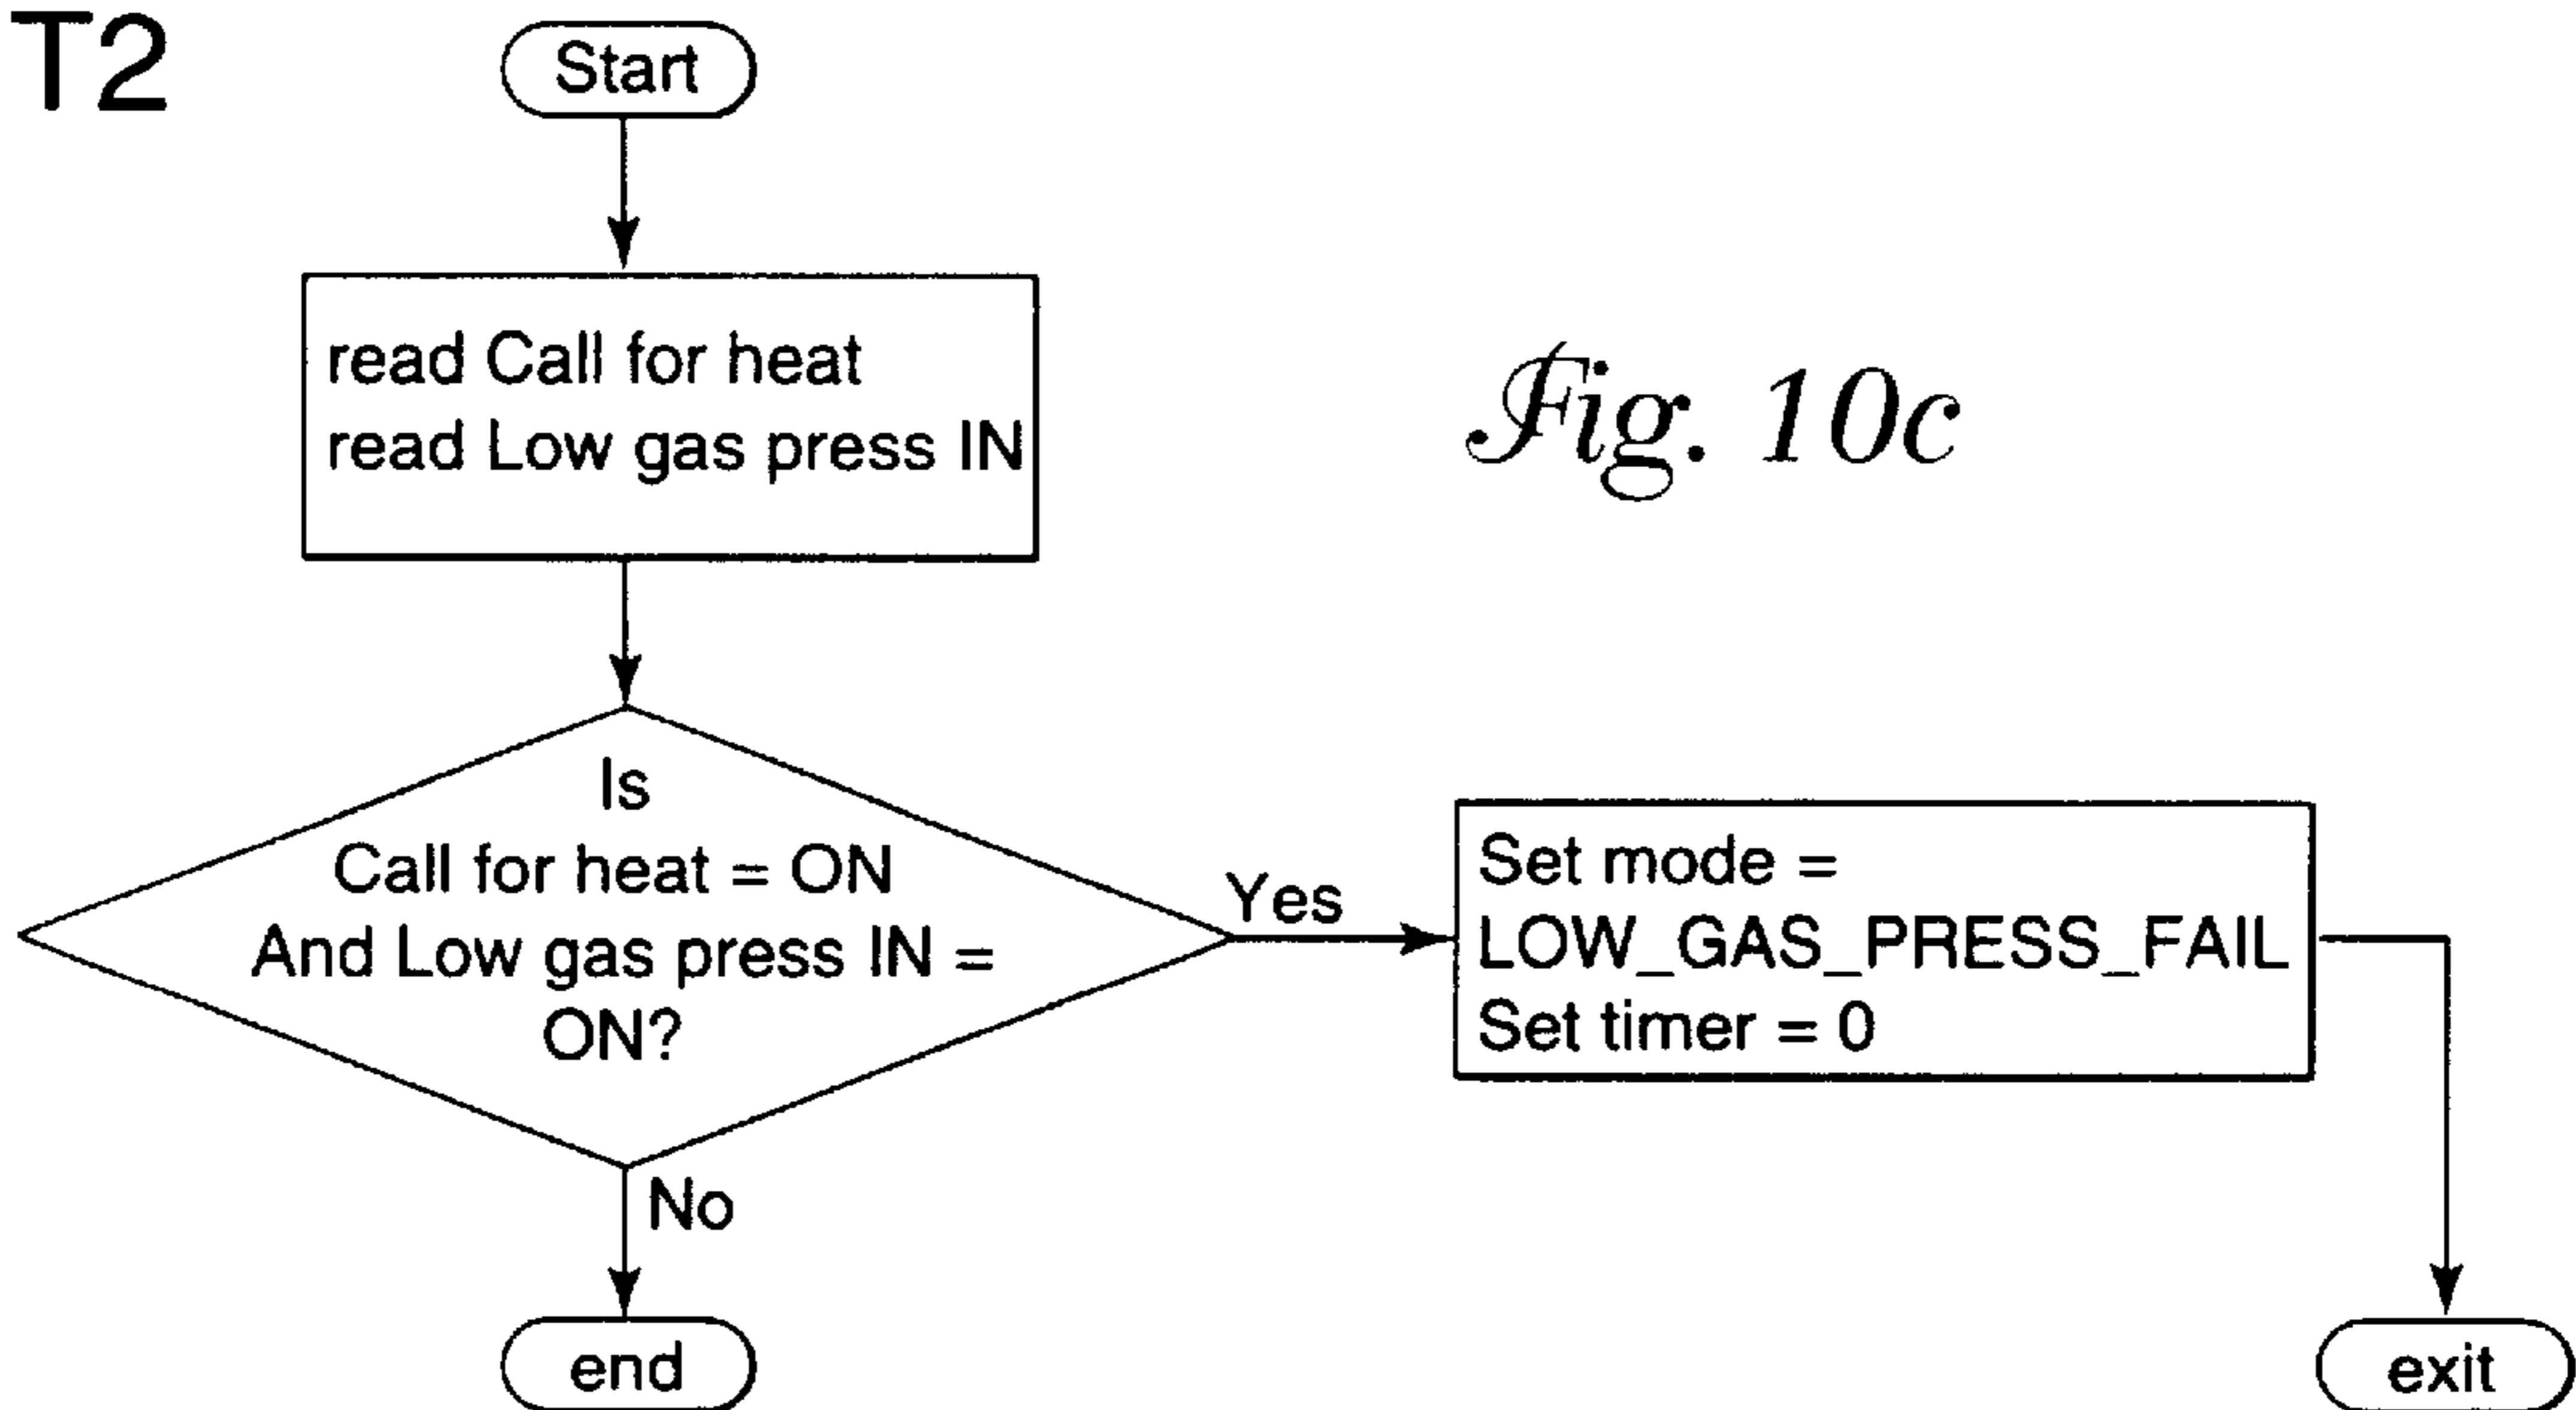 T2
Start
read Call for heat
read Low gas press IN
Fig. 10c
Is
Call for heat = ON
And Low gas press IN =
ON?
Yes
Set mode =
LOW_GAS_PRESS_FAIL
Set timer = 0
No
end
exit